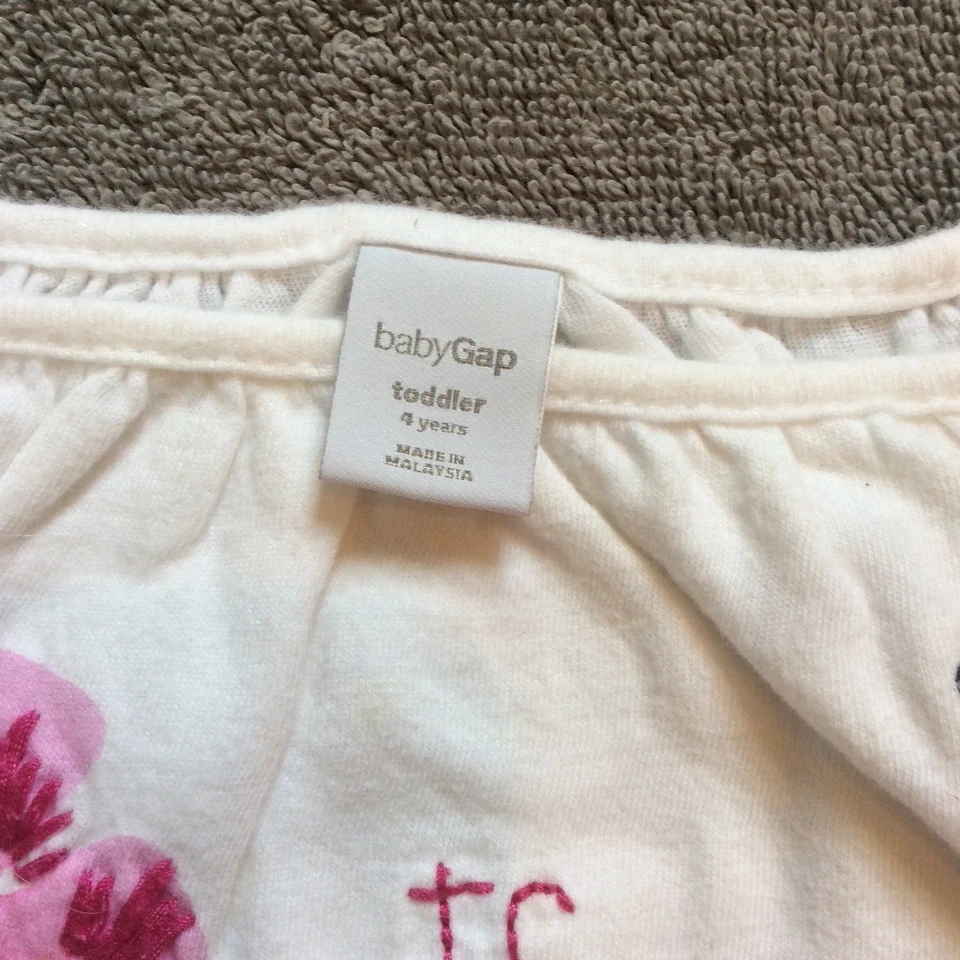 babyGap
toddler
4 years
MADE IN
MALAYSIA